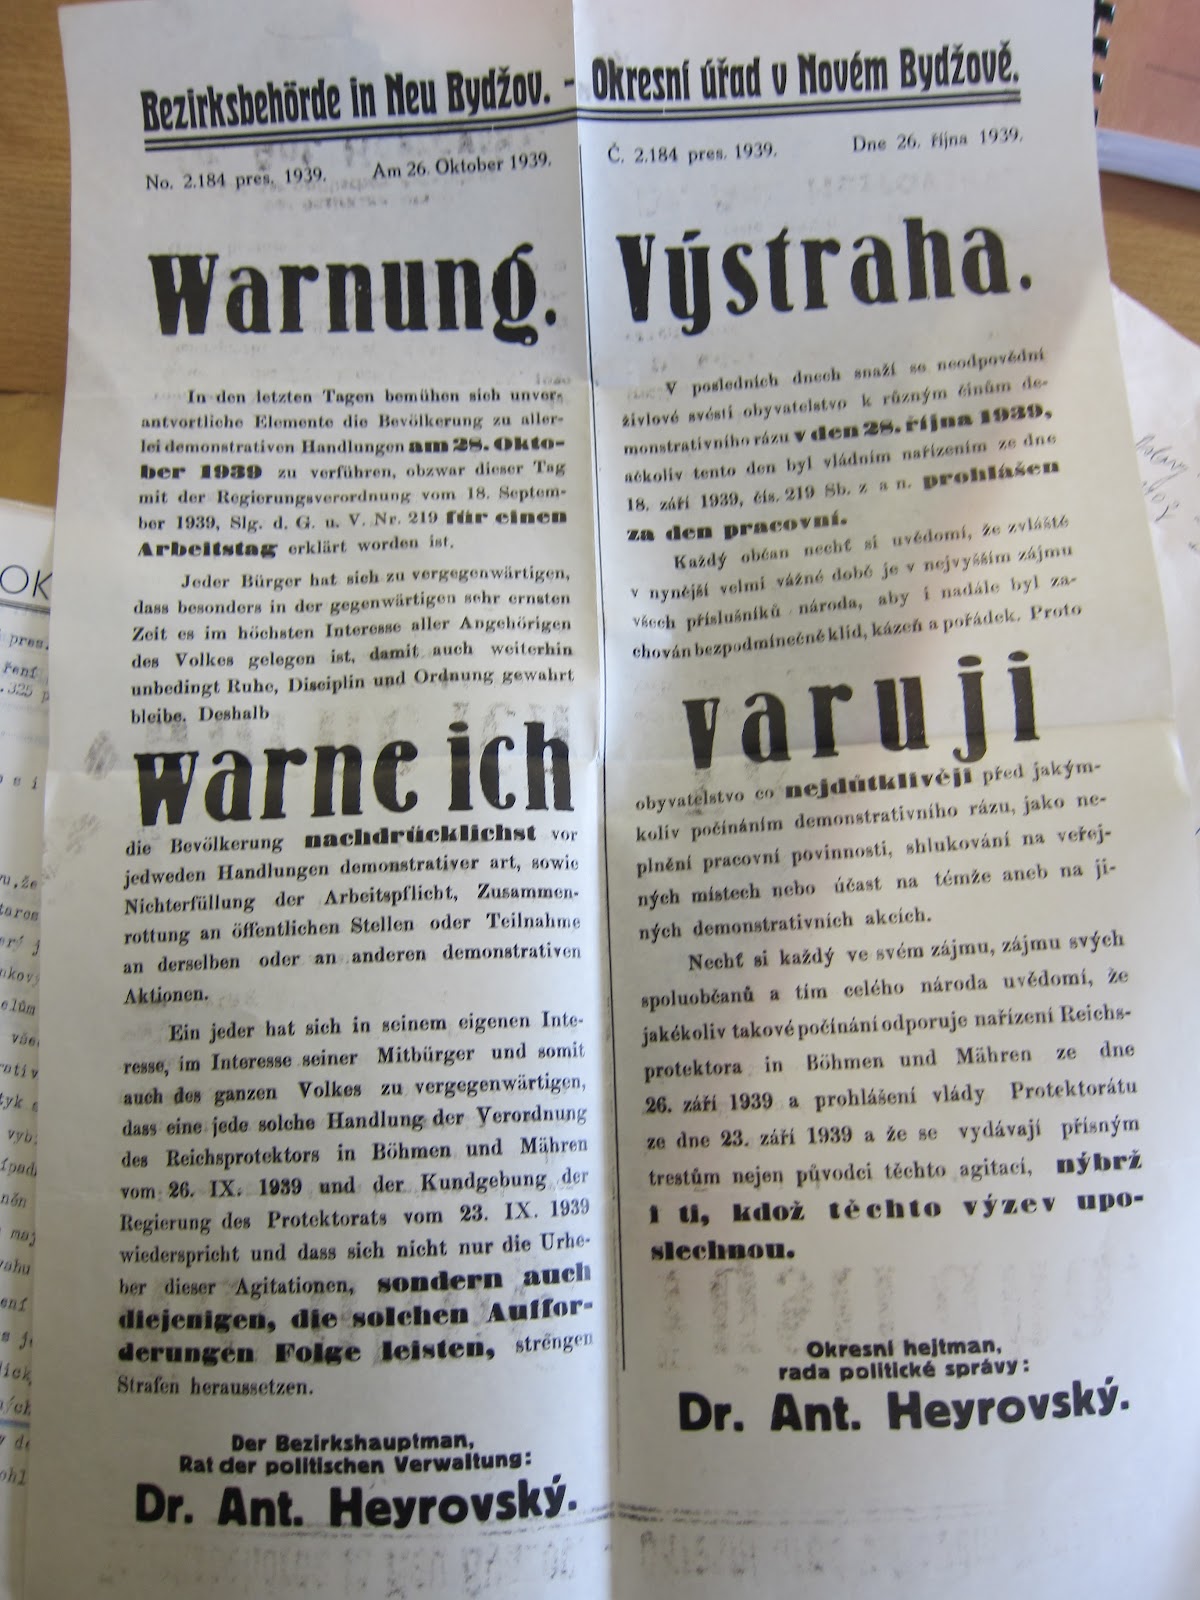 Bezirksbehörde in Neu Bydžov. - Okresní úřad v Novém Bydžově.
No. 2.184 pres. 1939. Am 26. Oktober 1939.
Warnung.
In den letzten Tagen bemühen sich unver-
antvortliche Elemente die Bevölkerung zu aller-
lei demonstrativen Handlungen am 28. Okto-
ber 1939 zu verführen, obzwar dieser Tag
mit der Regierungsverordnung vom 18. Septem-
ber 1939, Slg. d. G. u. V. Nr. 219 für einen
Arbeitstag erklärt worden ist.
Jeder Bürger hat sich zu vergegenwärtigen,
dass besonders in der gegenwärtigen sehr ernsten
Zeit es im höchsten Interesse aller Angehörigen
des Volkes gelegen ist, damit auch weiterhin
unbedingt Ruhe, Disciplin und Ordnung gewahrt
bleibe. Deshalb
warne ich
die Bevölkerung nachdrücklichst vor
jedweden Handlungen demonstrativer art, sowie
Nichterfüllung der Arbeitspflicht, Zusammen-
rottung an öffentlichen Stellen oder Teilnahme
an derselben oder an anderen demonstrativen
Aktionen.
Ein jeder hat sich in seinem eigenen Inte-
resse, im Interesse seiner Mitbürger und somit
auch des ganzen Volkes zu vergegenwärtigen,
dass eine jede solche Handlung der Verordnung
des Reichsprotektors in Böhmen und Mähren
vom 26. IX. 1939 und der Kundgebung der
Regierung des Protektorats vom 23. IX. 1939
wiederspricht und dass sich nicht nur die Urhe-
ber dieser Agitationen, sondern auch
diejenigen, die solchen Auffor-
derungen Folge leisten, strengen
Strafen heraussetzen.
Der Bezirkshauptman,
Rat der politischen Verwaltung:
Dr. Ant. Heyrovský.
Č. 2.184 pres. 1939. Dne 26. října 1939.
Výstraha.
V posledních dnech snaží se neodpovědní
živlové svésti obyvatelstvo k různým činům de-
monstrativního rázu v den 28. října 1939,
ačkoliv tento den byl vládním nařízením ze dne
18. září 1939, čís. 219 Sb. z a n. prohlášen
za den pracovní.
Každý občan nechť si uvědomí, že zvláště
v nynější velmi vážné době je v nejvyšším zájmu
všech příslušníků národa, aby i nadále byl za-
chován bezpodmínečně klid, kázeň a pořádek. Proto
varuji
obyvatelstvo co nejdůtklivěji před jakým-
koliv počínáním demonstrativního rázu, jako ne-
plnění pracovní povinnosti, shlukování na veřej-
ných místech nebo účast na témže aneb na ji-
ných demonstrativních akcích.
Nechť si každý ve svém zájmu, zájmu svých
spoluobčanů a tím celého národa uvědomí, že
jakékoliv takové počínání odporuje nařízení Reichs-
protektora in Böhmen und Mähren ze dne
26. září 1939 a prohlášení vlády Protektorátu
ze dne 23. září 1939 a že se vydávají přísným
trestům nejen původci těchto agitací, nýbrž
i ti, kdož těchto výzev upo-
slechnou.
Okresní hejtman,
rada politické správy:
Dr. Ant. Heyrovský.
OK
pres.